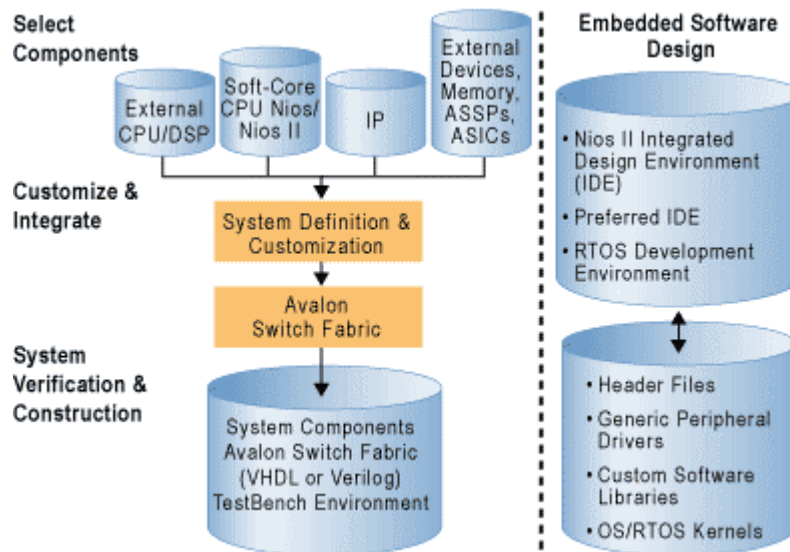 Select
Components
External
CPU/DSP
Soft-Core
CPU Nios/
Nios II
IP
External
Devices,
Memory,
ASSPs,
ASICs
Customize &
Integrate
System Definition &
Customization
Avalon
Switch Fabric
System
Verification &
Construction
System Components
Avalon Switch Fabric
(VHDL or Verilog)
TestBench Environment
Embedded Software
Design
• Nios II Integrated
Design Environment
(IDE)
• Preferred IDE
• RTOS Development
Environment
• Header Files
• Generic Peripheral
Drivers
• Custom Software
Libraries
• OS/RTOS Kernels